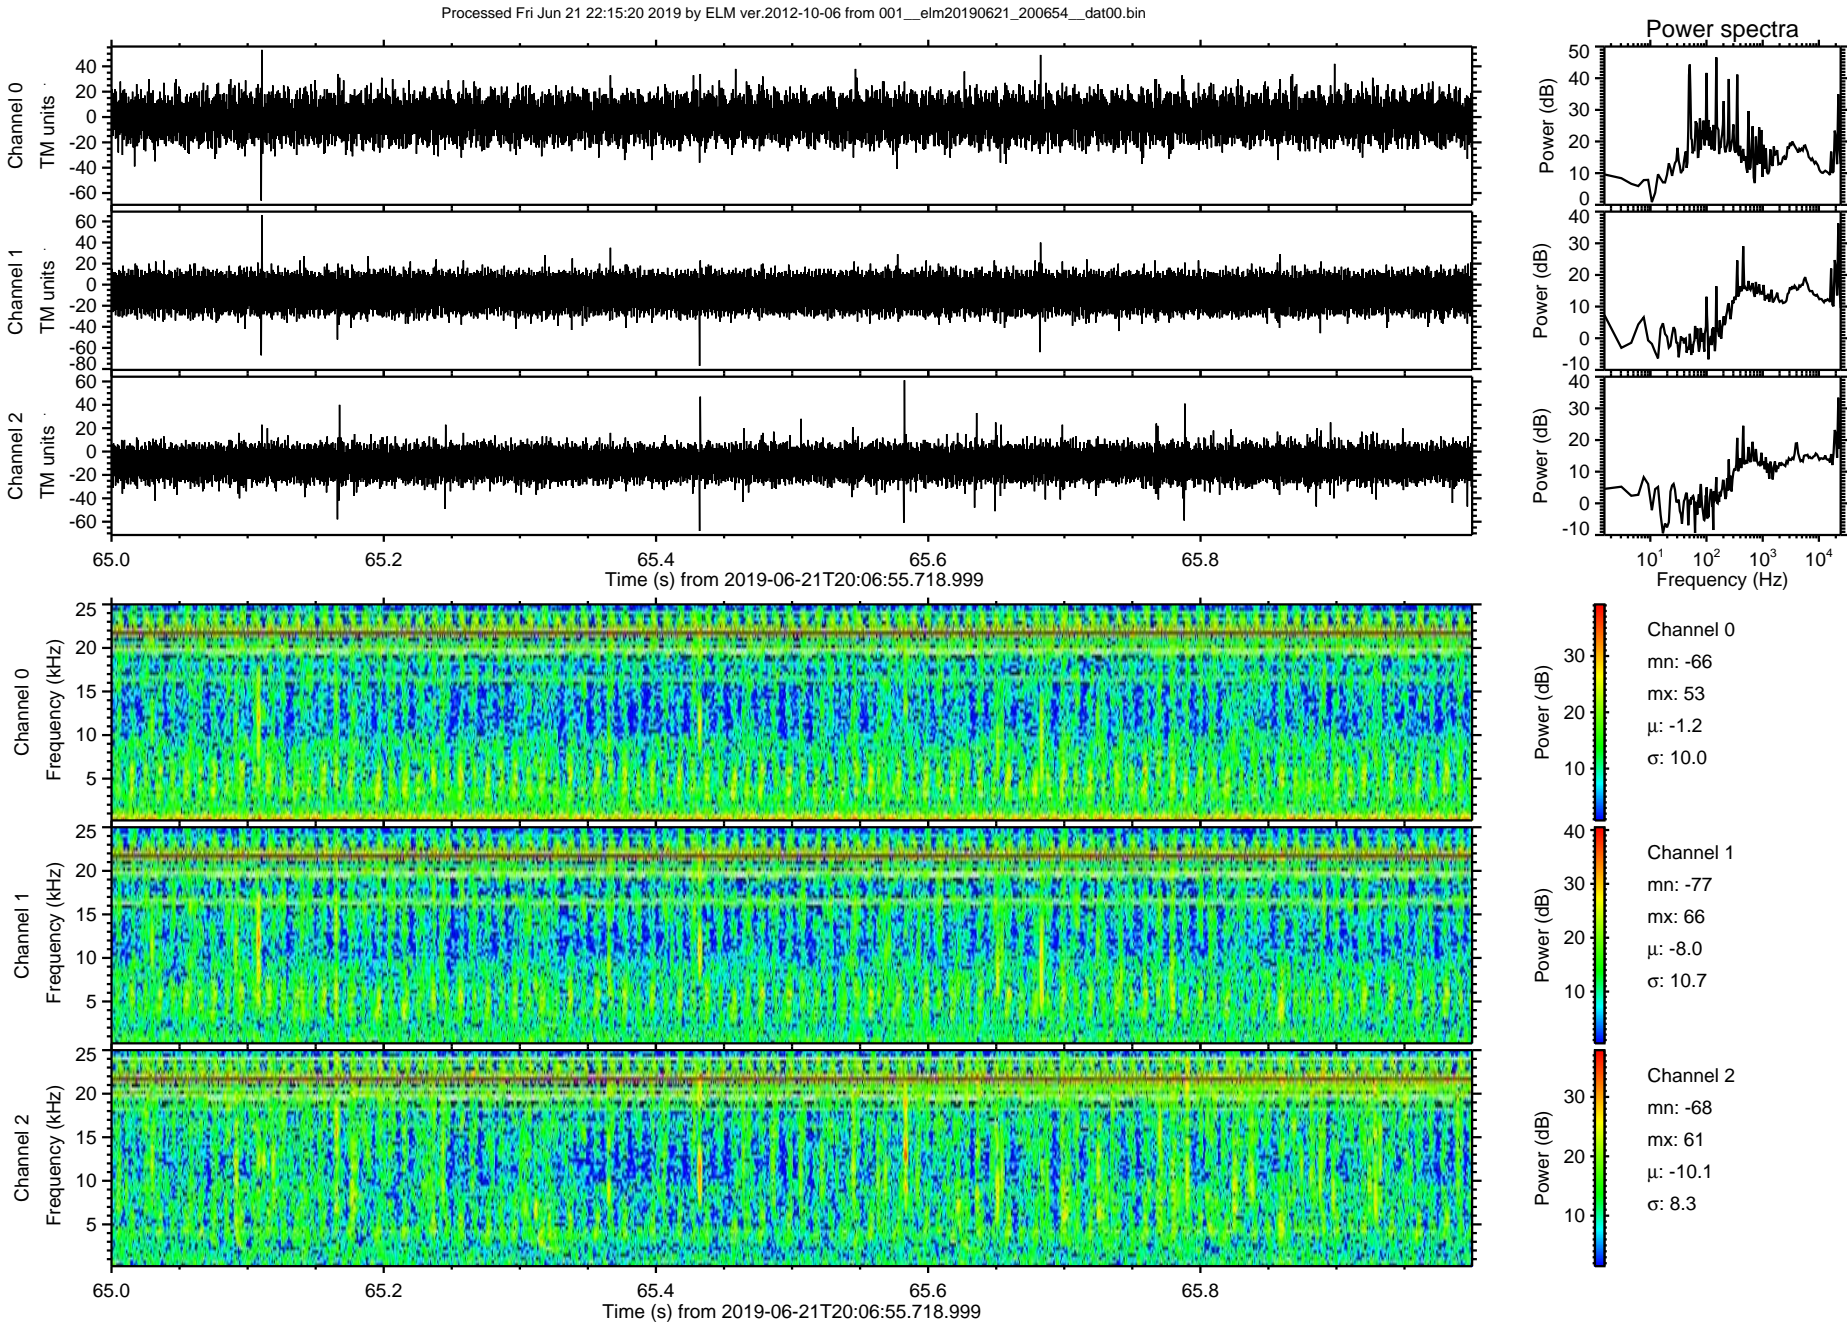 Processed Fri Jun 21 22:15:20 2019 by ELM ver.2012-10-06 from 001__elm20190621_200654__dat00.bin
Power spectra
Channel 0
TM units
40
20
0
-20
-40
-60
Power (dB)
50
40
30
20
10
0
Channel 1
TM units
60
40
20
0
-20
-40
-60
-80
Power (dB)
40
30
20
10
0
-10
Channel 2
TM units
60
40
20
0
-20
-40
-60
Power (dB)
40
30
20
10
0
-10
65.0 65.2 65.4 65.6 65.8
Time (s) from 2019-06-21T20:06:55.718.999
10^1 10^2 10^3 10^4
Frequency (Hz)
Channel 0
Frequency (kHz)
25
20
15
10
5
Power (dB)
30
20
10
Channel 0
mn: -66
mx: 53
μ: -1.2
σ: 10.0
Channel 1
Frequency (kHz)
25
20
15
10
5
Power (dB)
40
30
20
10
Channel 1
mn: -77
mx: 66
μ: -8.0
σ: 10.7
Channel 2
Frequency (kHz)
25
20
15
10
5
Power (dB)
30
20
10
Channel 2
mn: -68
mx: 61
μ: -10.1
σ: 8.3
65.0 65.2 65.4 65.6 65.8
Time (s) from 2019-06-21T20:06:55.718.999